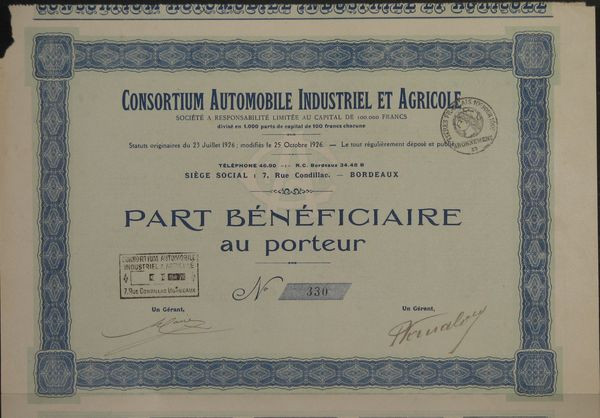 CONSORTIUM AUTOMOBILE INDUSTRIEL ET AGRICOLE
SOCIÉTÉ A RESPONSABILITÉ LIMITÉE AU CAPITAL DE 100.000 FRANCS
divisé en 1.000 parts de capital de 100 francs chacune
Statuts originaires du 23 Juillet 1926; modifiés le 25 Octobre 1926. — Le tout régulièrement déposé et publié
TÉLÉPHONE 46.90 — R.C. Bordeaux 34.48 B
SIÈGE SOCIAL : 7, Rue Condillac. — BORDEAUX
PART BÉNÉFICIAIRE
au porteur
CONSORTIUM AUTOMOBILE
INDUSTRIEL & AGRICOLE
7, RUE CONDILLAC
No 330
Un Gérant,
Un Gérant,